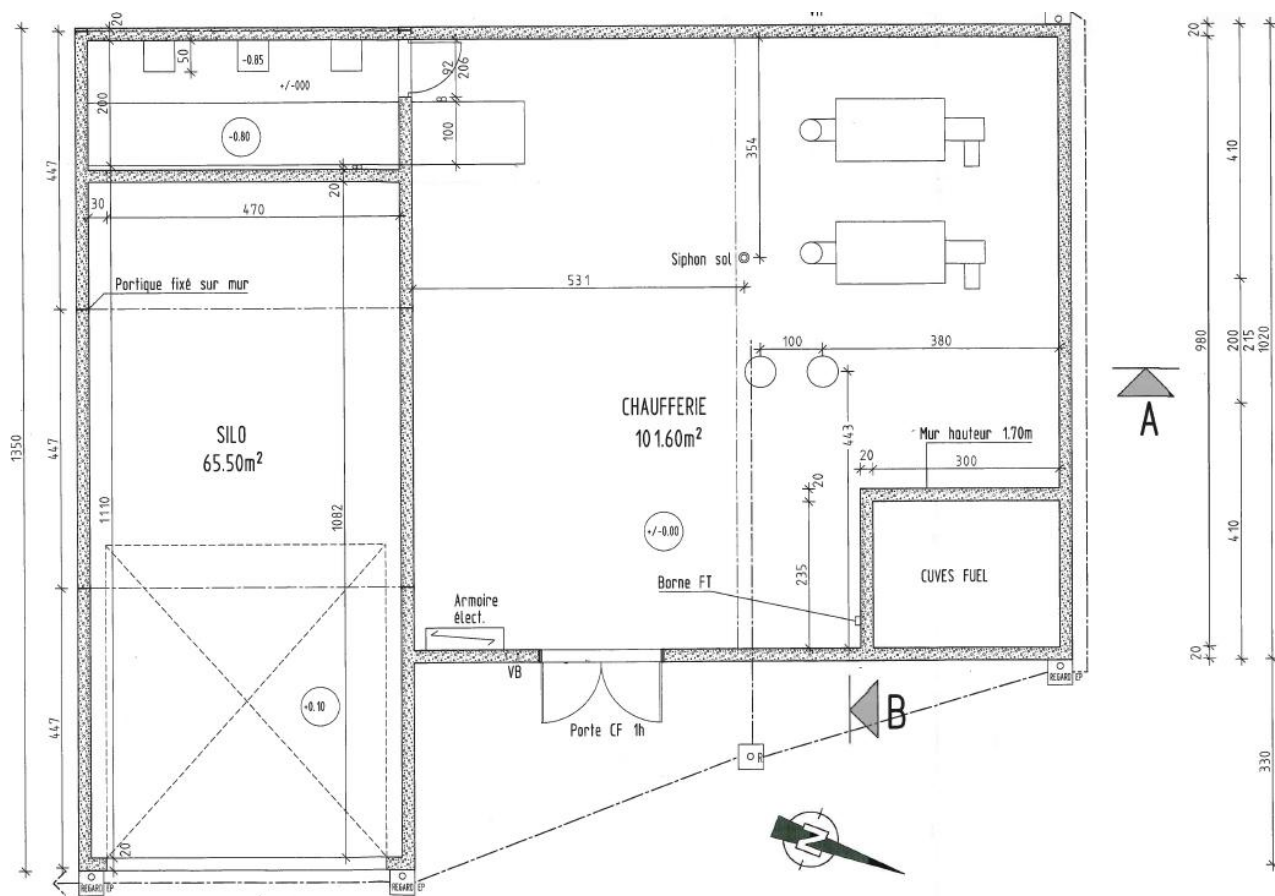 20
50
-0.85
+/-000
92
206
20
200
-0.80
8
100
354
410
447
20
30
470
Siphon sol
Portique fixé sur mur
531
100
380
980
200
215
1020
CHAUFFERIE
101.60m²
A
SILO
65.50m²
Mur hauteur 1.70m
443
20
300
1350
447
1110
1082
20
+/-0.00
235
410
CUVES FUEL
Borne FT
Armoire
élect.
VB
20
REGARD EP
+0.10
B
Porte CF 1h
447
R
330
20
N
REGARD EP
REGARD EP